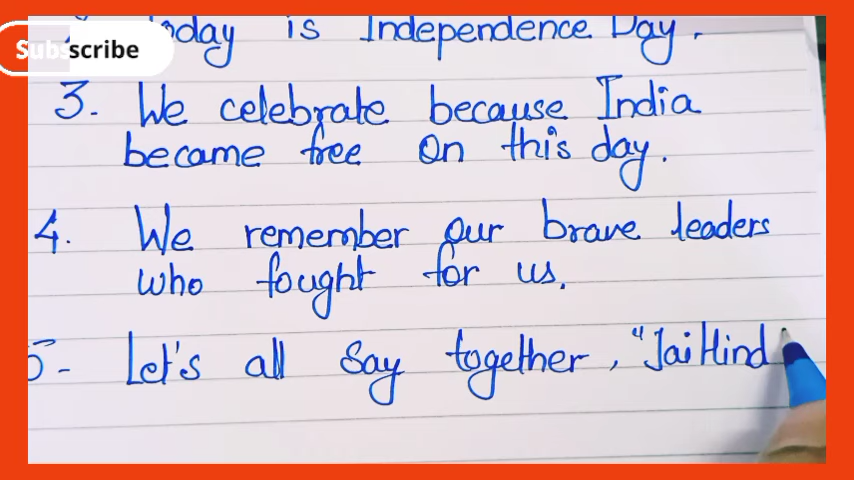 Subscribe
today is Independence Day.
3. We celebrate because India
became free on this day.
4. We remember our brave leaders
who fought for us.
5- Let's all say together, "Jai Hind